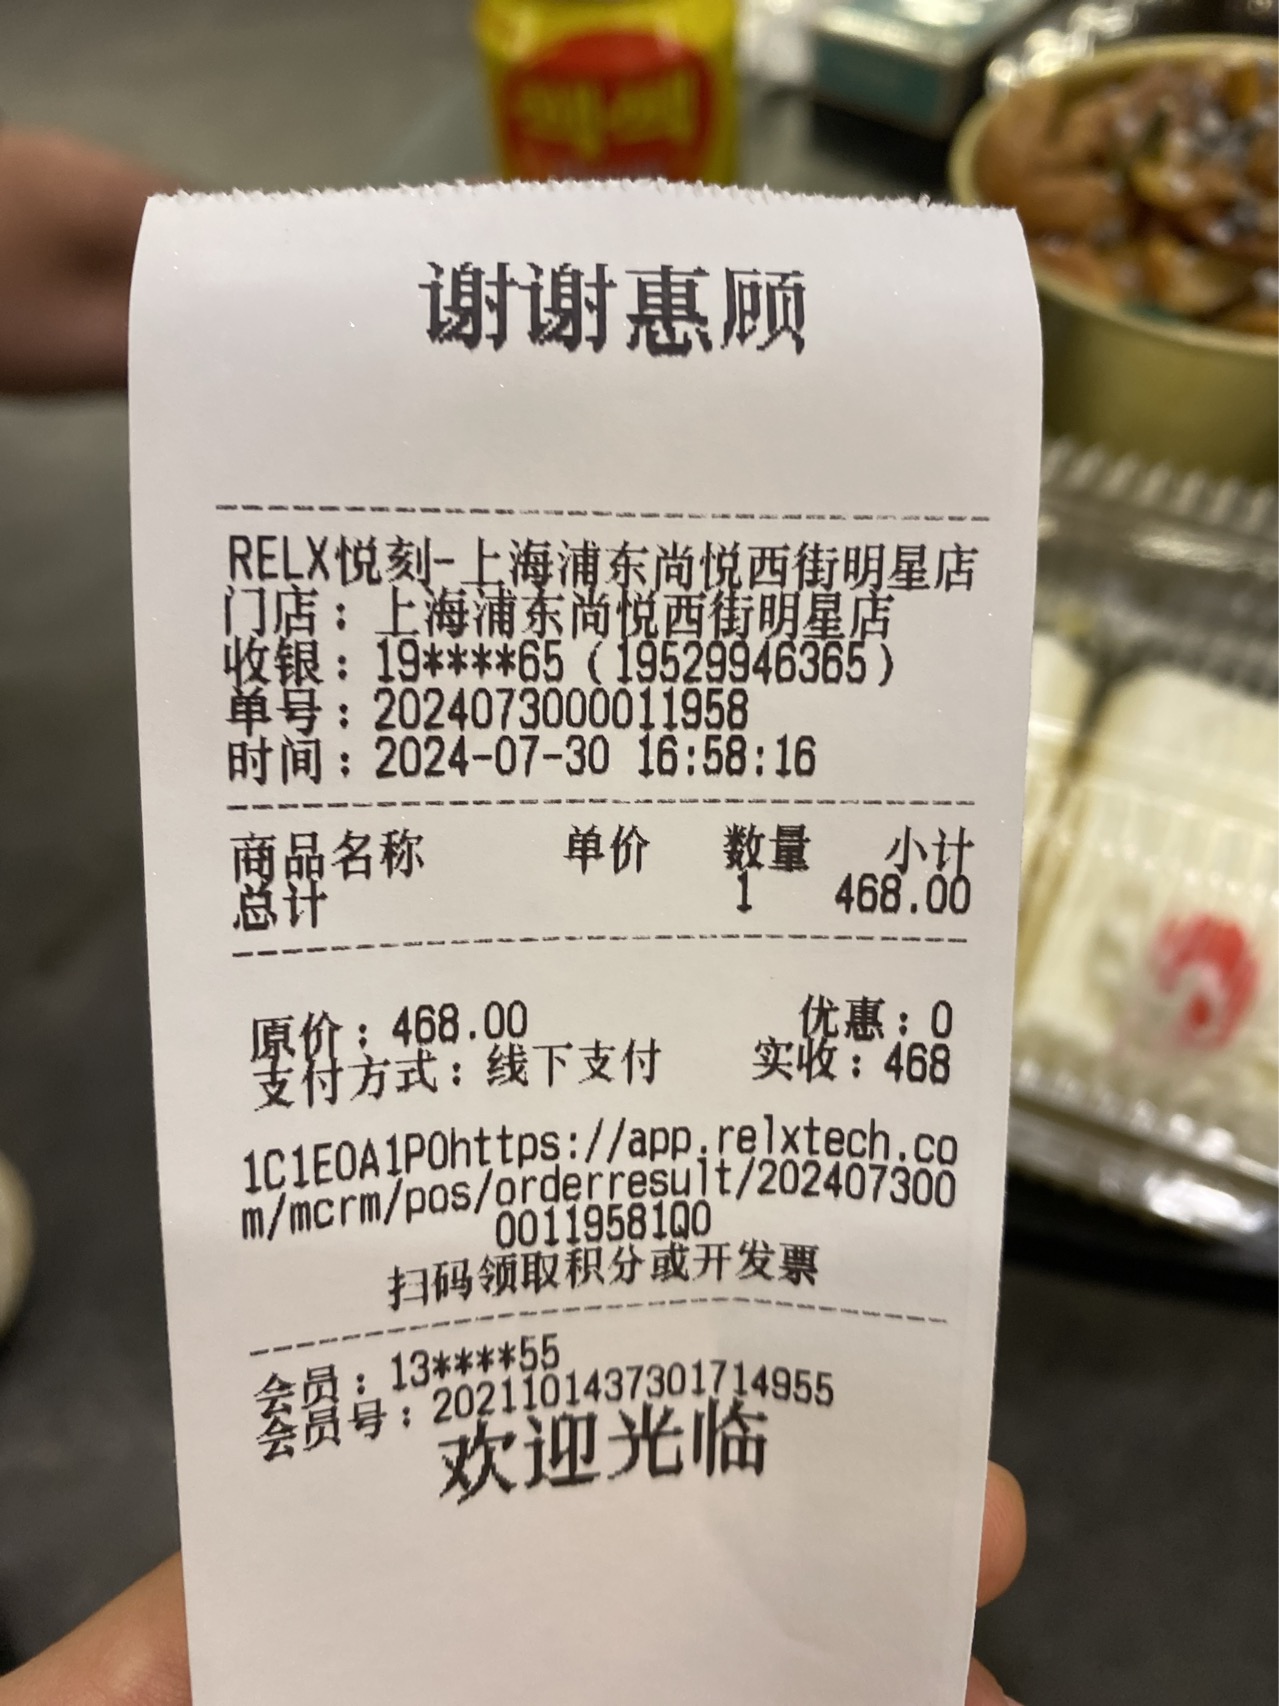 谢谢惠顾
RELX悦刻-上海浦东尚悦西街明星店
门店：上海浦东尚悦西街明星店
收银：19****65（19529946365）
单号：2024073000011958
时间：2024-07-30 16:58:16
商品名称 单价 数量 小计
总计 1 468.00
原价：468.00 优惠：0
支付方式：线下支付 实收：468
1C1E0A1P0https://app.relxtech.co
m/mcrm/pos/orderresult/202407300
00119581Q0
扫码领取积分或开发票
会员：13****55
会员号：2021101437301714955
欢迎光临